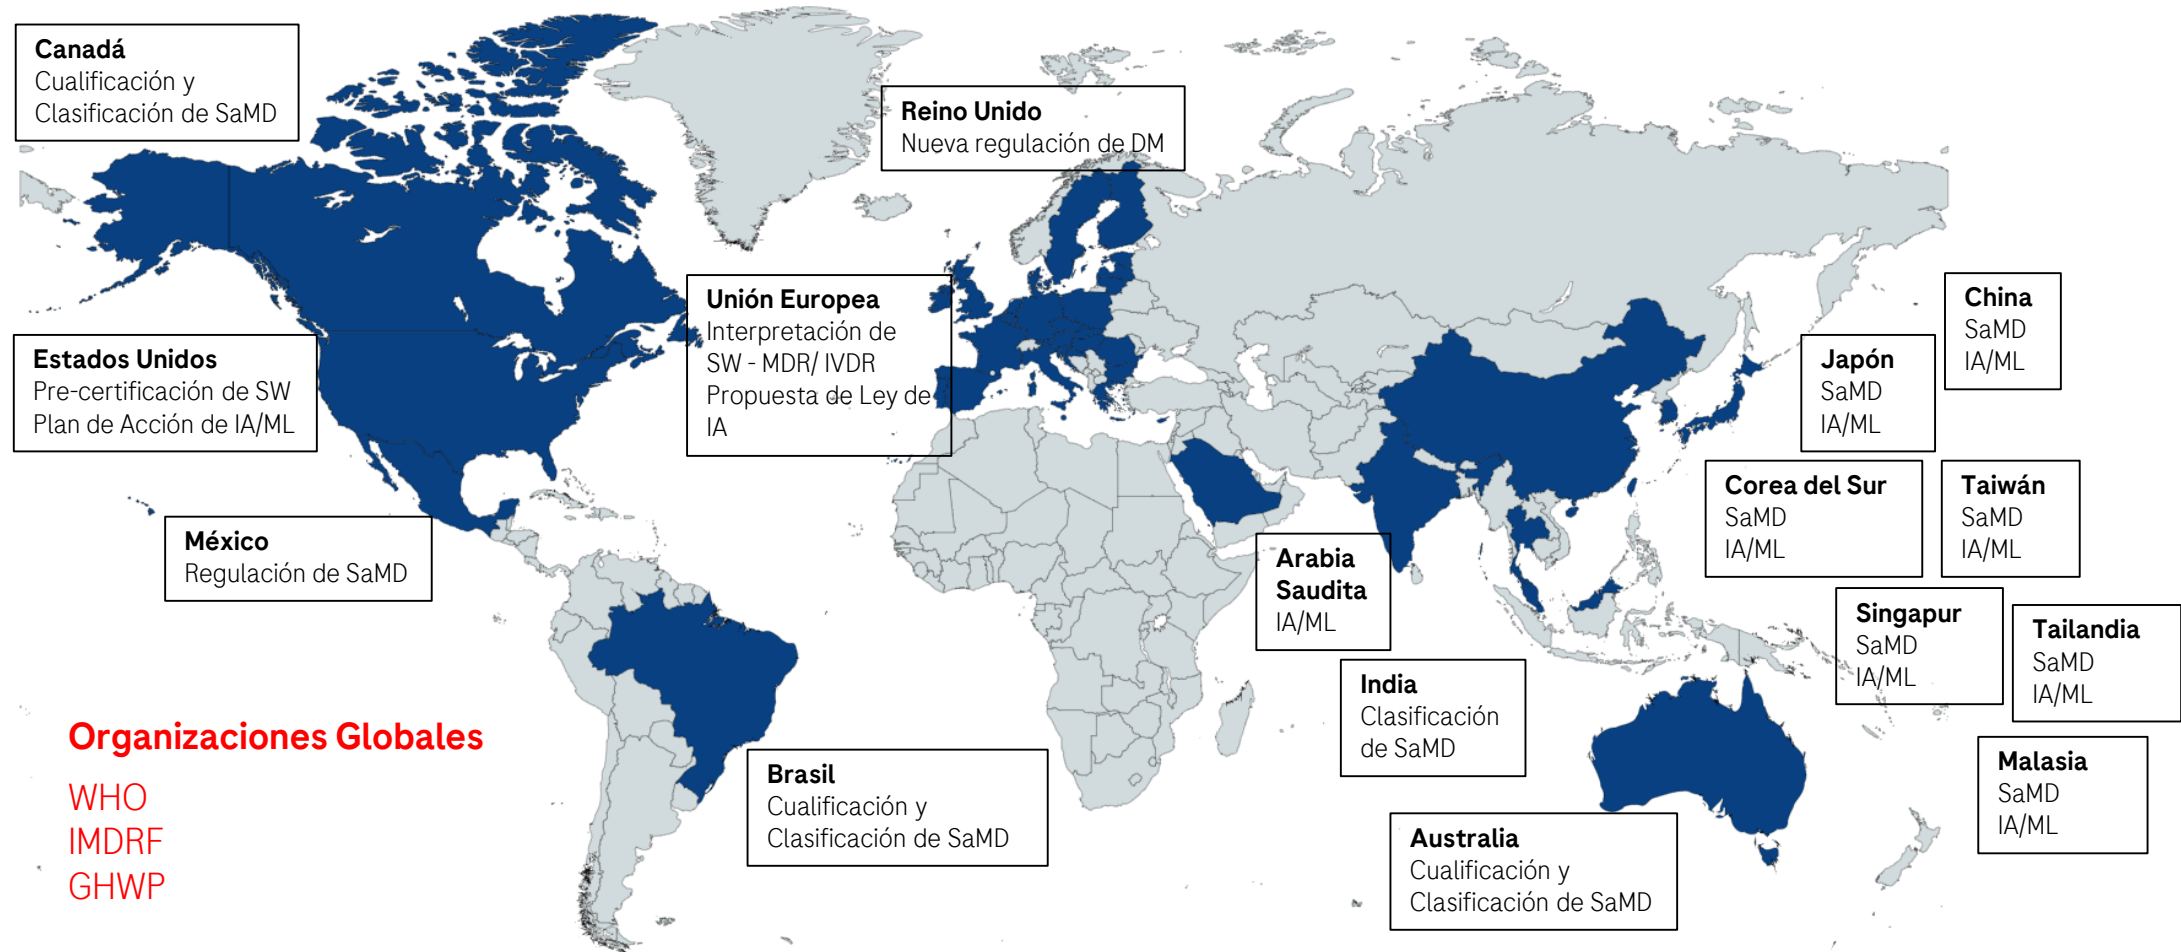 Canadá
Cualificación y
Clasificación de SaMD
Reino Unido
Nueva regulación de DM
Unión Europea
Interpretación de
SW - MDR/ IVDR
Propuesta de Ley de
IA
Estados Unidos
Pre-certificación de SW
Plan de Acción de IA/ML
China
SaMD
IA/ML
Japón
SaMD
IA/ML
Corea del Sur
SaMD
IA/ML
Taiwán
SaMD
IA/ML
México
Regulación de SaMD
Arabia
Saudita
IA/ML
Singapur
SaMD
IA/ML
Tailandia
SaMD
IA/ML
India
Clasificación
de SaMD
Organizaciones Globales
WHO
IMDRF
GHWP
Brasil
Cualificación y
Clasificación de SaMD
Malasia
SaMD
IA/ML
Australia
Cualificación y
Clasificación de SaMD